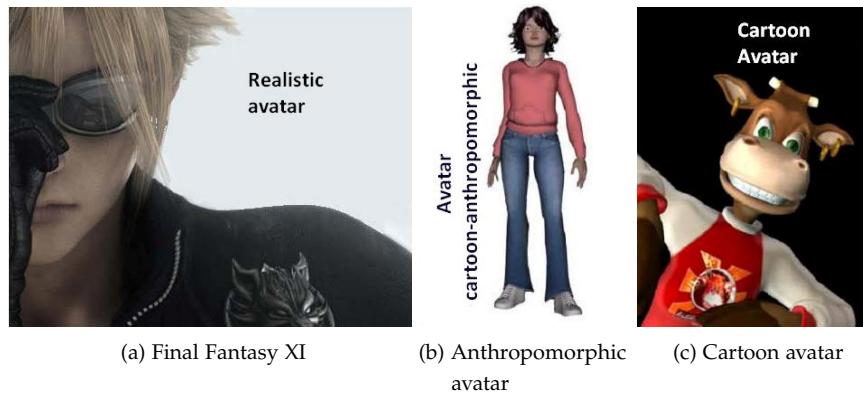 Realistic
avatar
Avatar
cartoon-anthropomorphic
Cartoon
Avatar
(a) Final Fantasy XI
(b) Anthropomorphic
avatar
(c) Cartoon avatar